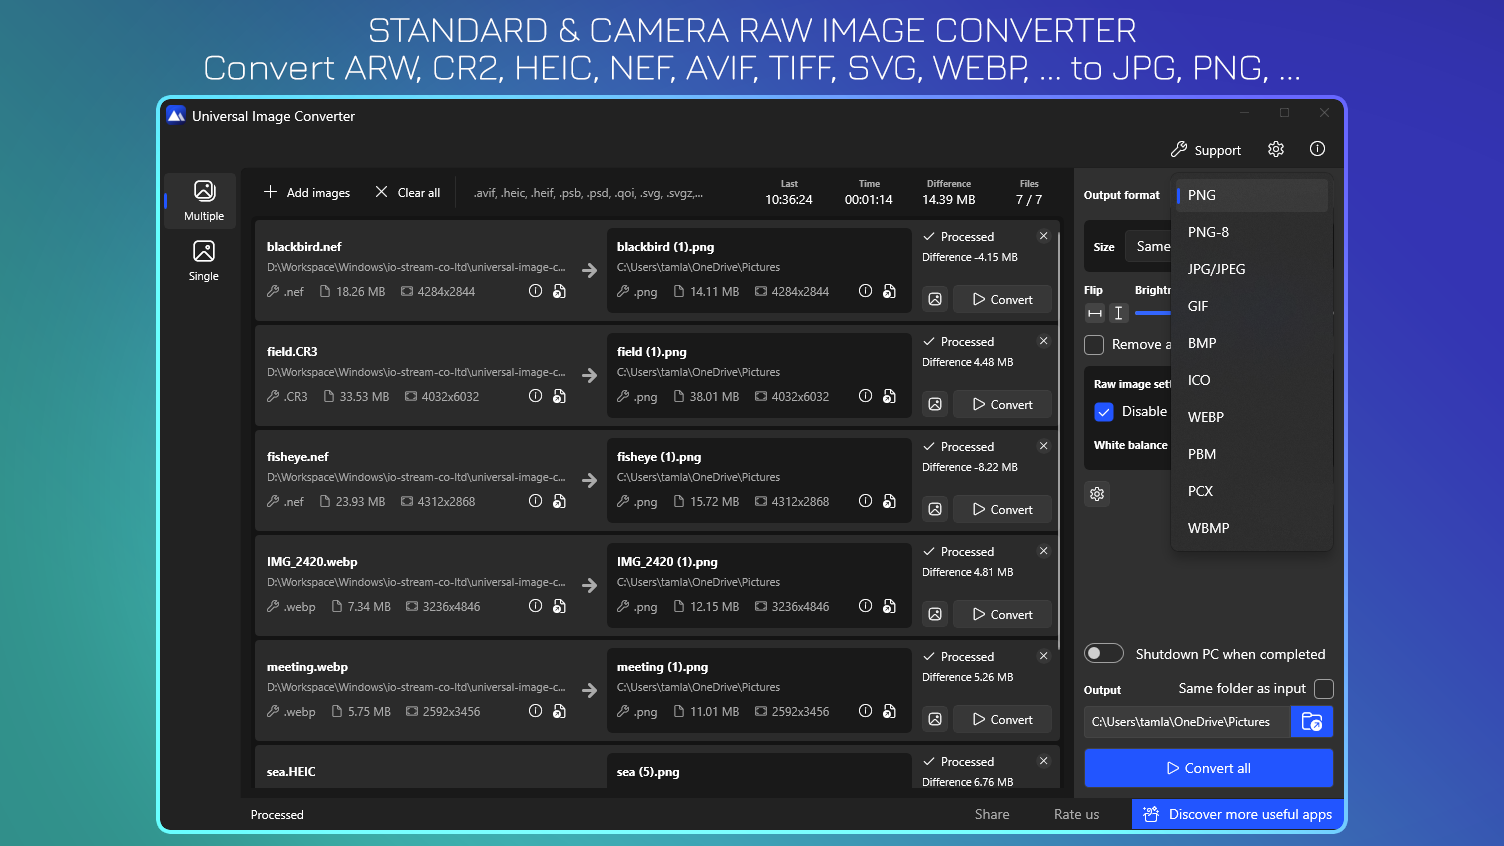 STANDARD & CAMERA RAW IMAGE CONVERTER
Convert ARW, CR2, HEIC, NEF, AVIF, TIFF, SVG, WEBP, ... to JPG, PNG, ...
Universal Image Converter
Support
Multiple
Single
Add images
Clear all
.avif, .heic, .heif, .psb, .psd, .qoi, .svg, .svgz,...
Last
10:36:24
Time
00:01:14
Difference
14.39 MB
Files
7 / 7
blackbird.nef
D:\Workspace\Windows\io-stream-co-ltd\universal-image-c...
.nef 18.26 MB 4284x2844
blackbird (1).png
C:\Users\tamla\OneDrive\Pictures
.png 14.11 MB 4284x2844
Processed
Difference -4.15 MB
Convert
field.CR3
D:\Workspace\Windows\io-stream-co-ltd\universal-image-c...
.CR3 33.53 MB 4032x6032
field (1).png
C:\Users\tamla\OneDrive\Pictures
.png 38.01 MB 4032x6032
Processed
Difference 4.48 MB
Convert
fisheye.nef
D:\Workspace\Windows\io-stream-co-ltd\universal-image-c...
.nef 23.93 MB 4312x2868
fisheye (1).png
C:\Users\tamla\OneDrive\Pictures
.png 15.72 MB 4312x2868
Processed
Difference -8.22 MB
Convert
IMG_2420.webp
D:\Workspace\Windows\io-stream-co-ltd\universal-image-c...
.webp 7.34 MB 3236x4846
IMG_2420 (1).png
C:\Users\tamla\OneDrive\Pictures
.png 12.15 MB 3236x4846
Processed
Difference 4.81 MB
Convert
meeting.webp
D:\Workspace\Windows\io-stream-co-ltd\universal-image-c...
.webp 5.75 MB 2592x3456
meeting (1).png
C:\Users\tamla\OneDrive\Pictures
.png 11.01 MB 2592x3456
Processed
Difference 5.26 MB
Convert
sea.HEIC
sea (5).png
Processed
Difference 6.76 MB
Output format
PNG
PNG-8
JPG/JPEG
GIF
BMP
ICO
WEBP
PBM
PCX
WBMP
Size
Same
Flip
Brightr
Remove a
Raw image sett
Disable
White balance
Shutdown PC when completed
Output
Same folder as input
C:\Users\tamla\OneDrive\Pictures
Convert all
Processed
Share
Rate us
Discover more useful apps